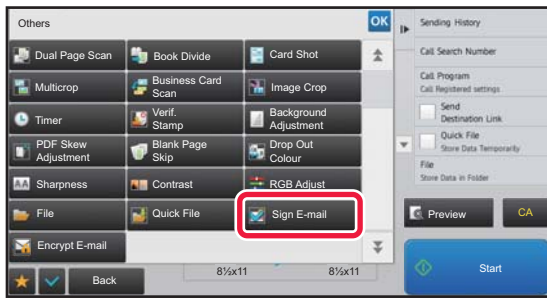 Others
OK
Dual Page Scan
Book Divide
Card Shot
Multicrop
Business Card
Scan
Image Crop
Timer
Verif.
Stamp
Background
Adjustment
PDF Skew
Adjustment
Blank Page
Skip
Drop Out
Colour
AA
Sharpness
Contrast
RGB Adjust
File
Quick File
Sign E-mail
Encrypt E-mail
Back
8½x11
8½x11
Sending History
Call Search Number
Call Program
Call Registered settings
Send
Destination Link
Quick File
Store Data Temporarily
File
Store Data in Folder
Preview
CA
Start